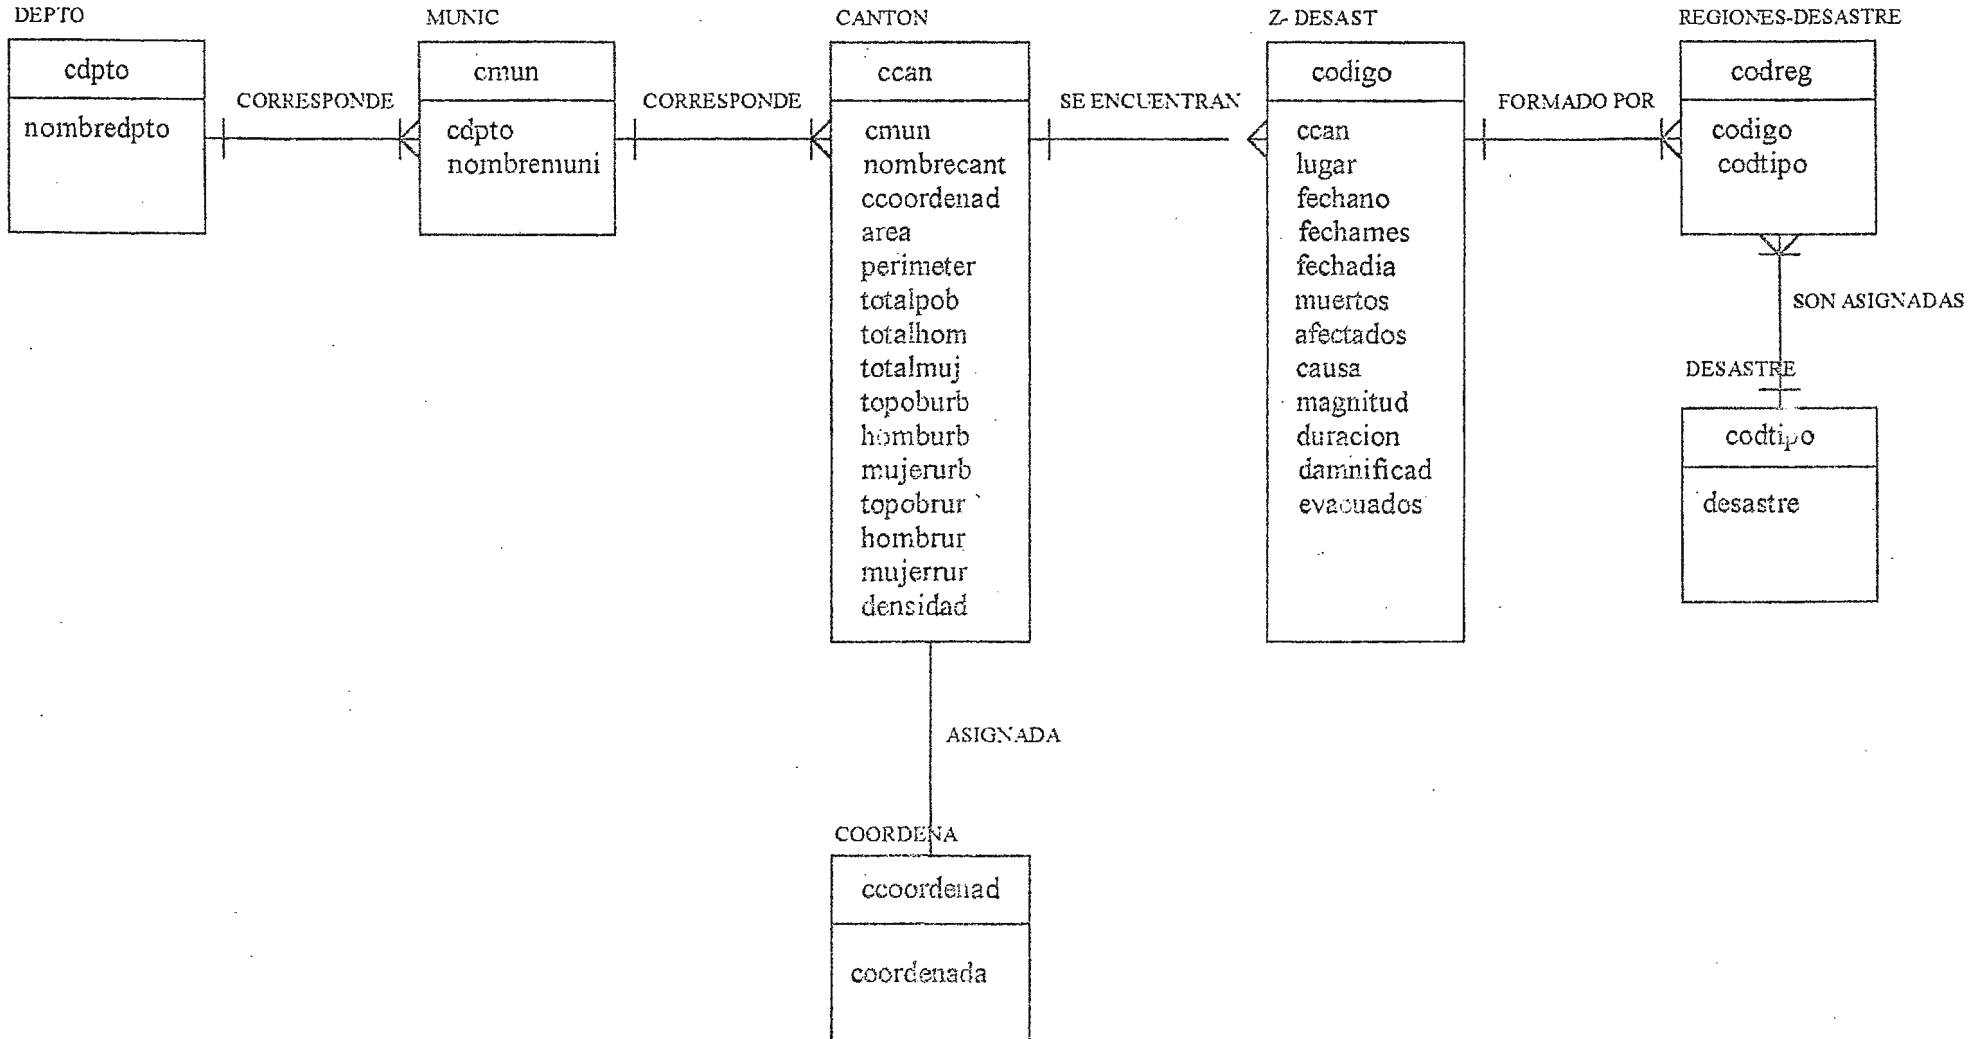 DEPTO
cdpto
nombredpto
CORRESPONDE
MUNIC
cmun
cdpto
nombremuni
CORRESPONDE
CANTON
ccan
cmun
nombrecant
ccoordenad
area
perimeter
totalpob
totalhom
totalmuj
topoburb
homburb
mujerurb
topobrur
hombrur
mujerrur
densidad
SE ENCUENTRAN
Z- DESAST
codigo
ccan
lugar
fechano
fechames
fechadia
muertos
afectados
causa
magnitud
duracion
damnificad
evacuados
FORMADO POR
REGIONES-DESASTRE
codreg
codigo
codtipo
SON ASIGNADAS
DESASTRE
codtipo
desastre
ASIGNADA
COORDENA
ccoordenad
coordenada